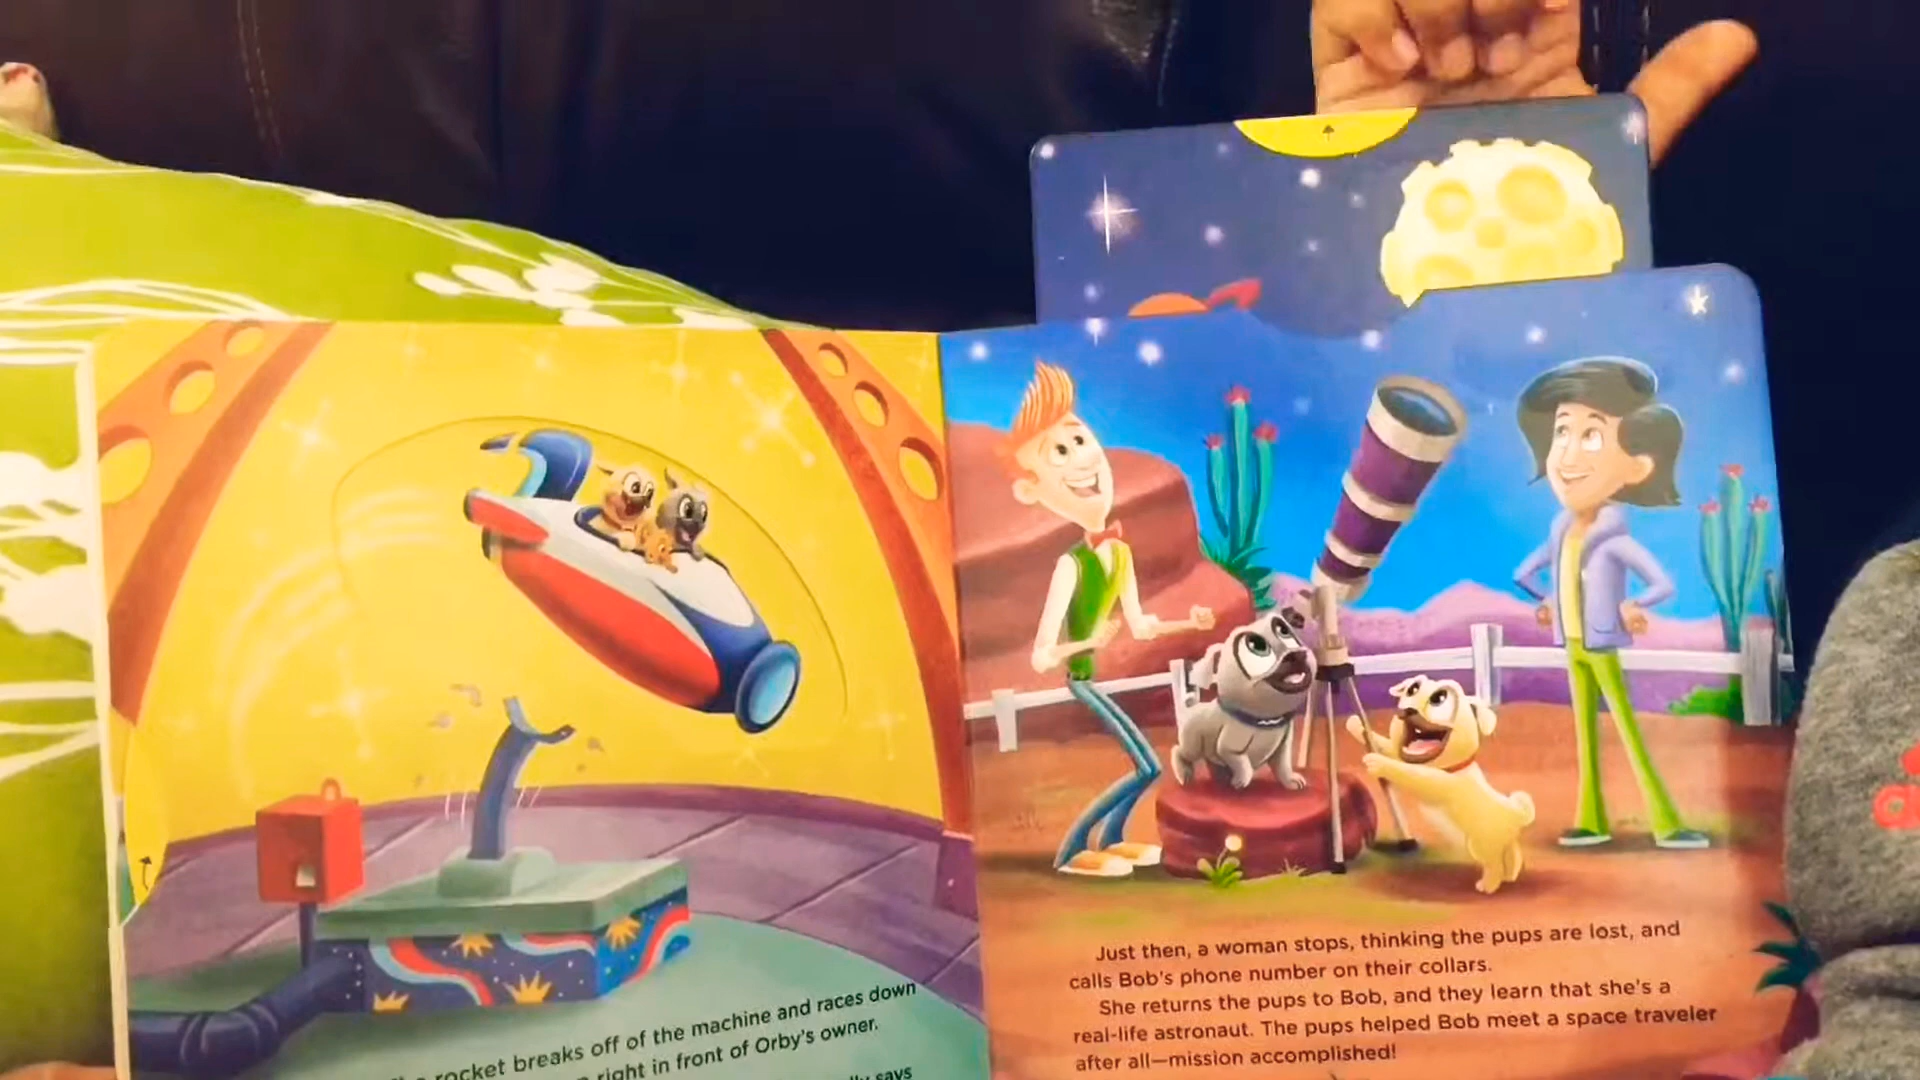 rocket breaks off of the machine and races down
right in front of Orby's owner.
says
Just then, a woman stops, thinking the pups are lost, and
calls Bob's phone number on their collars.
She returns the pups to Bob, and they learn that she's a
real-life astronaut. The pups helped Bob meet a space traveler
after all—mission accomplished!